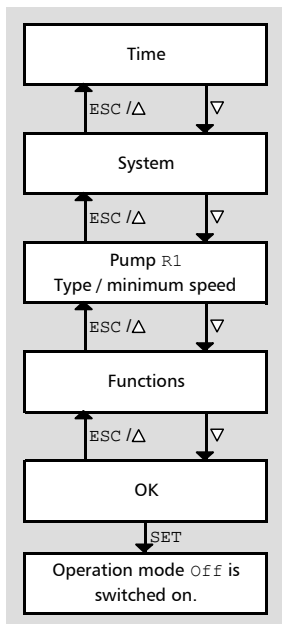 Time
ESC /△ ▽
System
ESC /△ ▽
Pump R1
Type / minimum speed
ESC /△ ▽
Functions
ESC /△ ▽
OK
SET
Operation mode Off is
switched on.